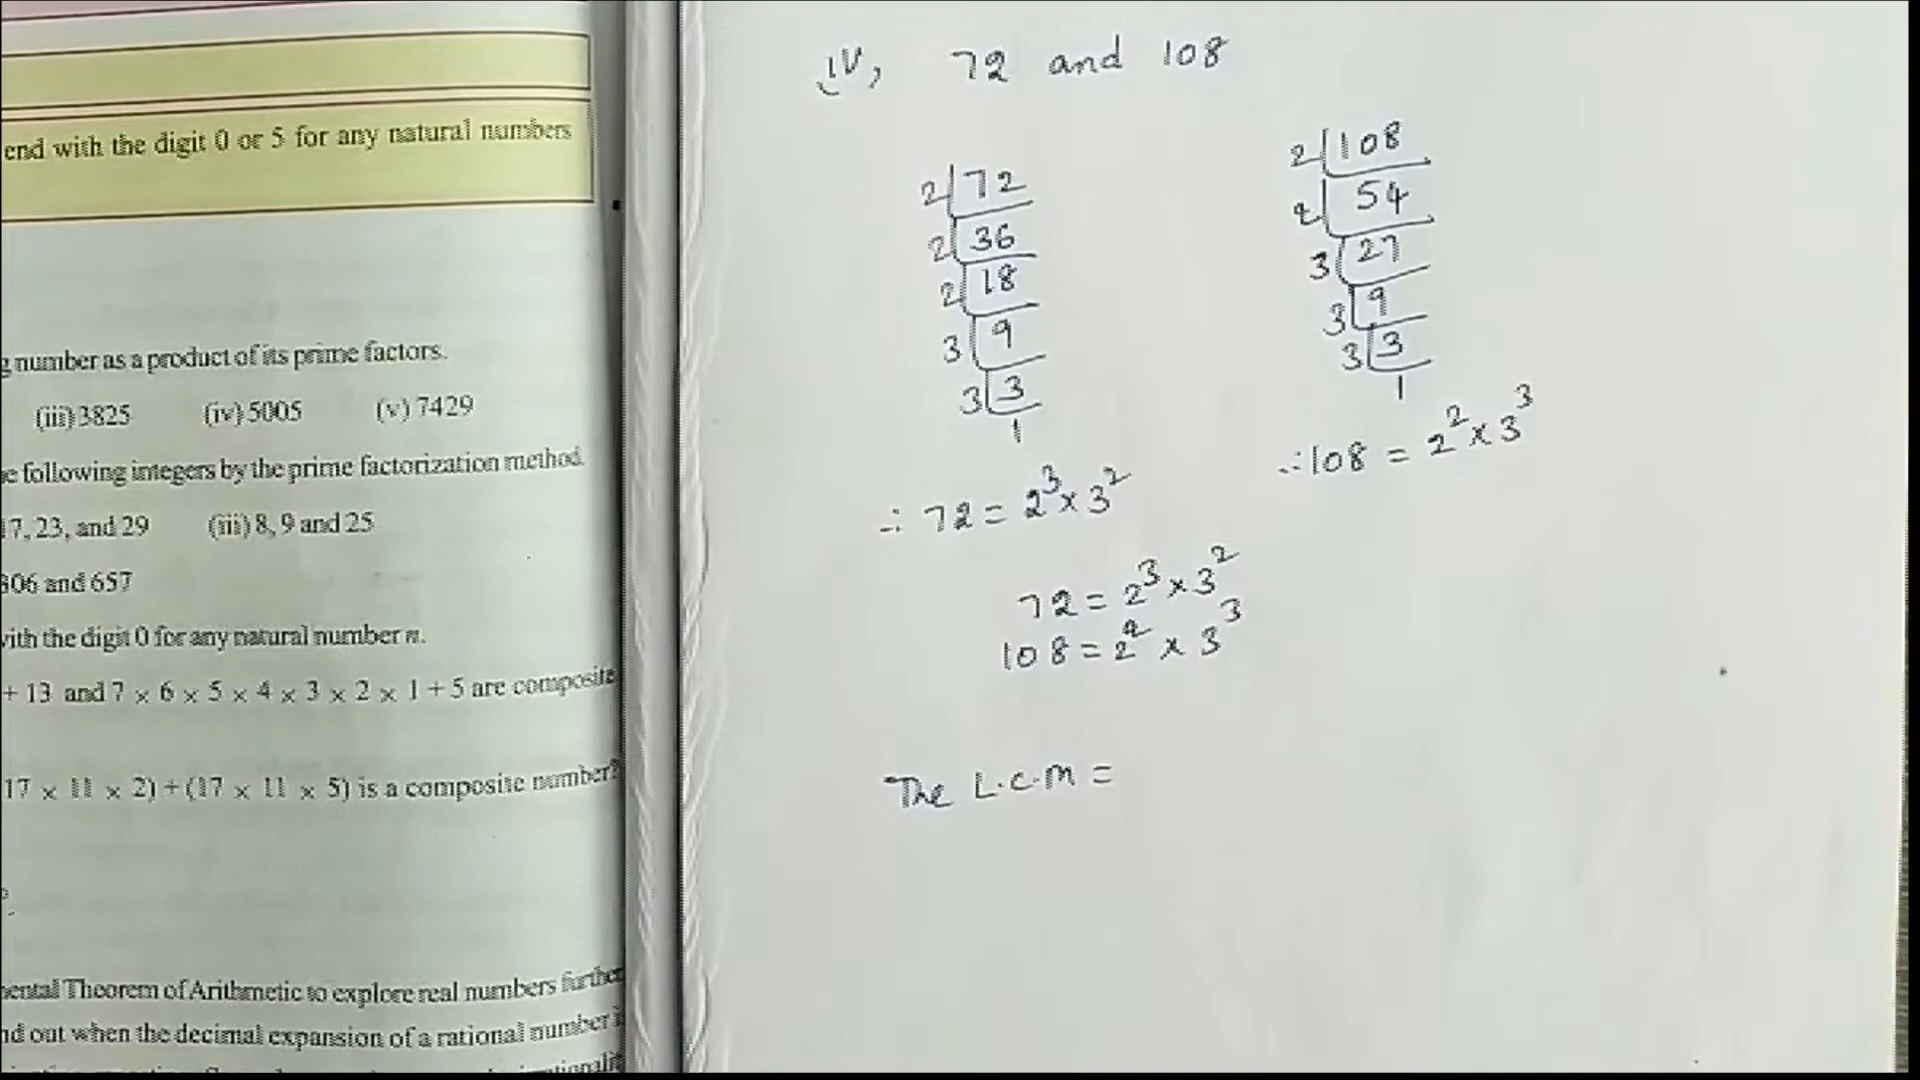 end with the digit 0 or 5 for any natural numbers
number as a product of its prime factors.
(iii) 3825 (iv) 5005 (v) 7429
following integers by the prime factorization method.
17, 23, and 29 (iii) 8, 9 and 25
306 and 657
with the digit 0 for any natural number n.
+ 13 and 7 × 6 × 5 × 4 × 3 × 2 × 1 + 5 are composite
17 × 11 × 2) + (17 × 11 × 5) is a composite number?
Theorem of Arithmetic to explore real numbers further
out when the decimal expansion of a rational number
iv, 72 and 108
2 72
2 36
2 18
3 9
3 3
1
∴ 72 = 2³ × 3²
2 108
2 54
3 27
3 9
3 3
1
∴ 108 = 2² × 3³
72 = 2³ × 3²
108 = 2² × 3³
The L.C.M =